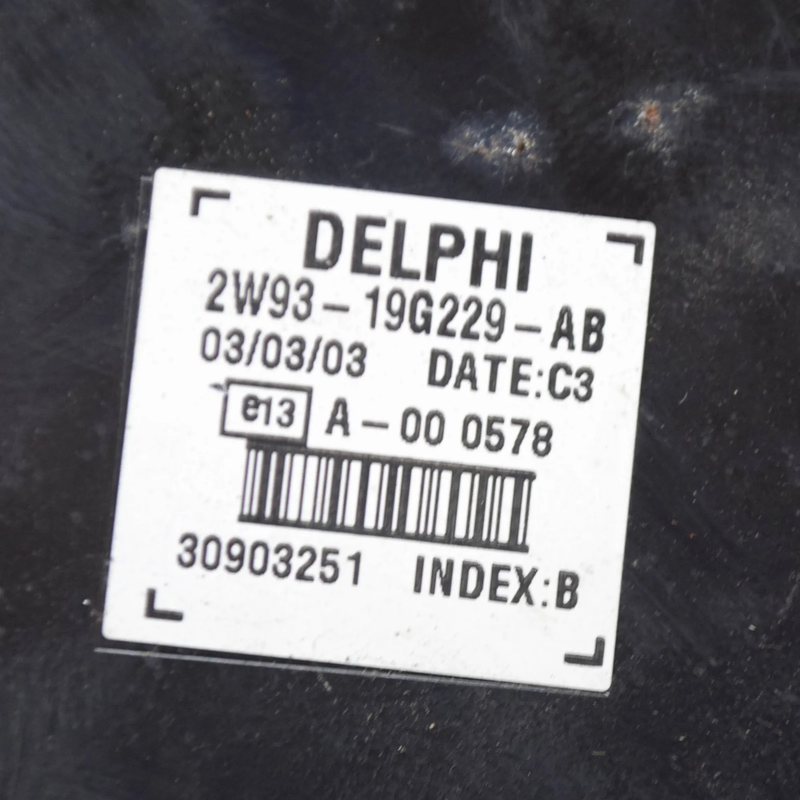 DELPHI
2W93-19G229-AB
03/03/03 DATE:C3
e13 A-00 0578
30903251 INDEX:B